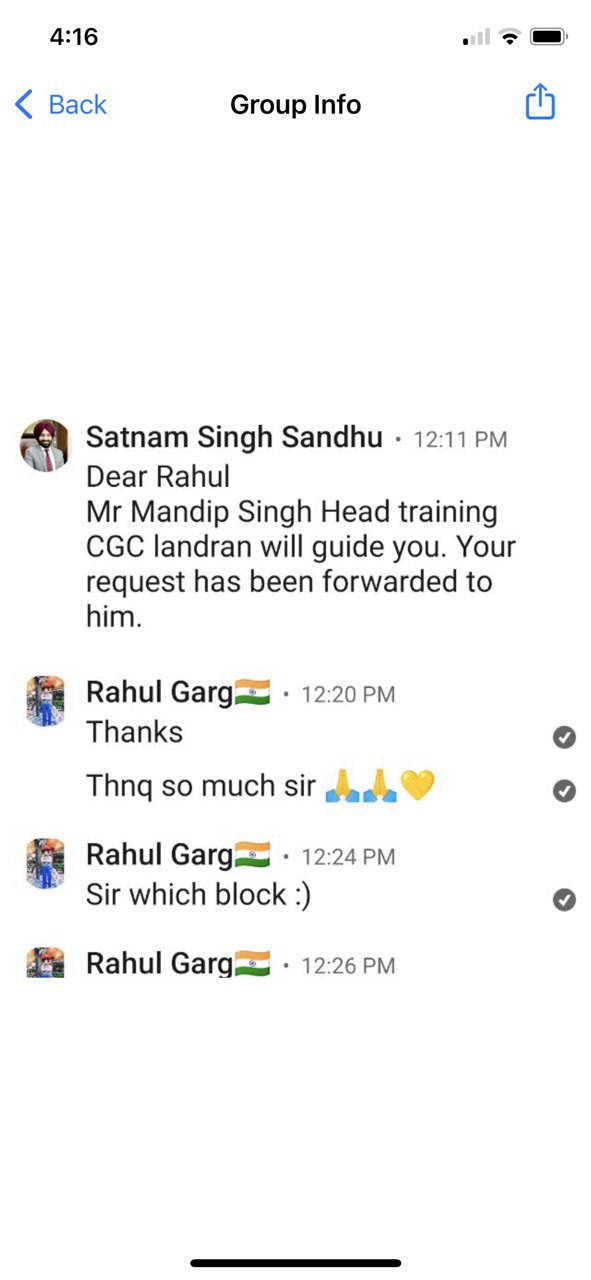 4:16
Back
Group Info
Satnam Singh Sandhu • 12:11 PM
Dear Rahul
Mr Mandip Singh Head training
CGC landran will guide you. Your
request has been forwarded to
him.
Rahul Garg🇮🇳 • 12:20 PM
Thanks
Thnq so much sir 🙏🙏💛
Rahul Garg🇮🇳 • 12:24 PM
Sir which block :)
Rahul Garg🇮🇳 • 12:26 PM